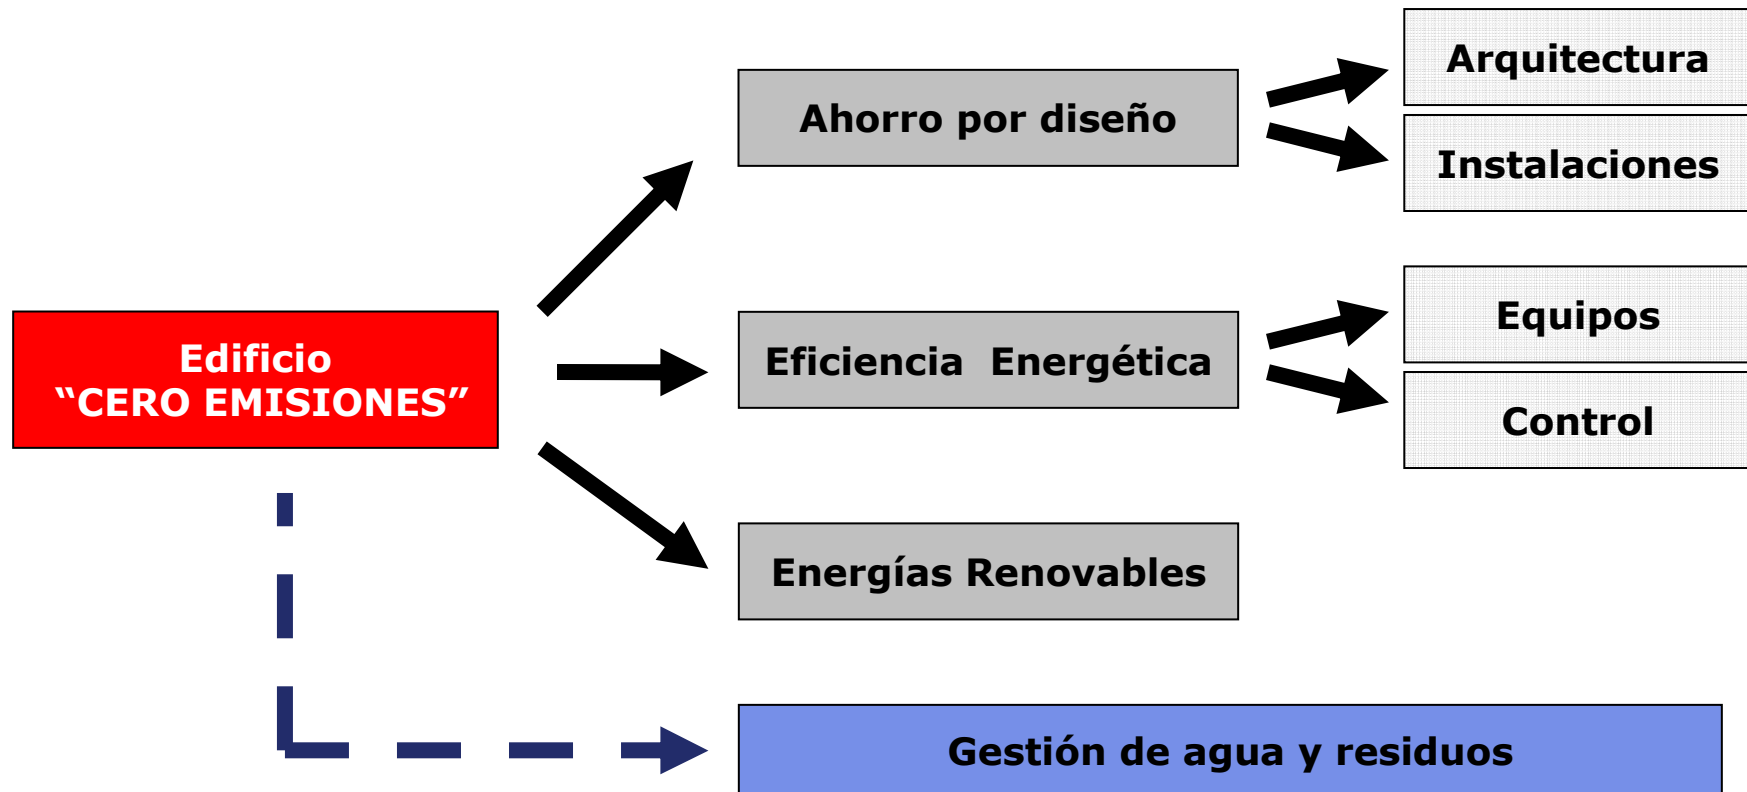 Edificio
“CERO EMISIONES”
Ahorro por diseño
Arquitectura
Instalaciones
Eficiencia Energética
Equipos
Control
Energías Renovables
Gestión de agua y residuos